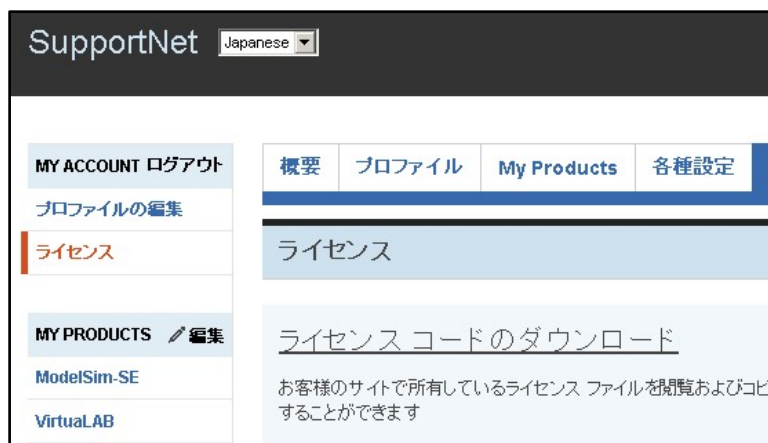 SupportNet Japanese
MY ACCOUNT ログアウト
プロファイルの編集
ライセンス
MY PRODUCTS 編集
ModelSim-SE
VirtuaLAB
概要 プロファイル My Products 各種設定
ライセンス
ライセンス コードのダウンロード
お客様のサイトで所有しているライセンス ファイルを閲覧およびコピ
することができます